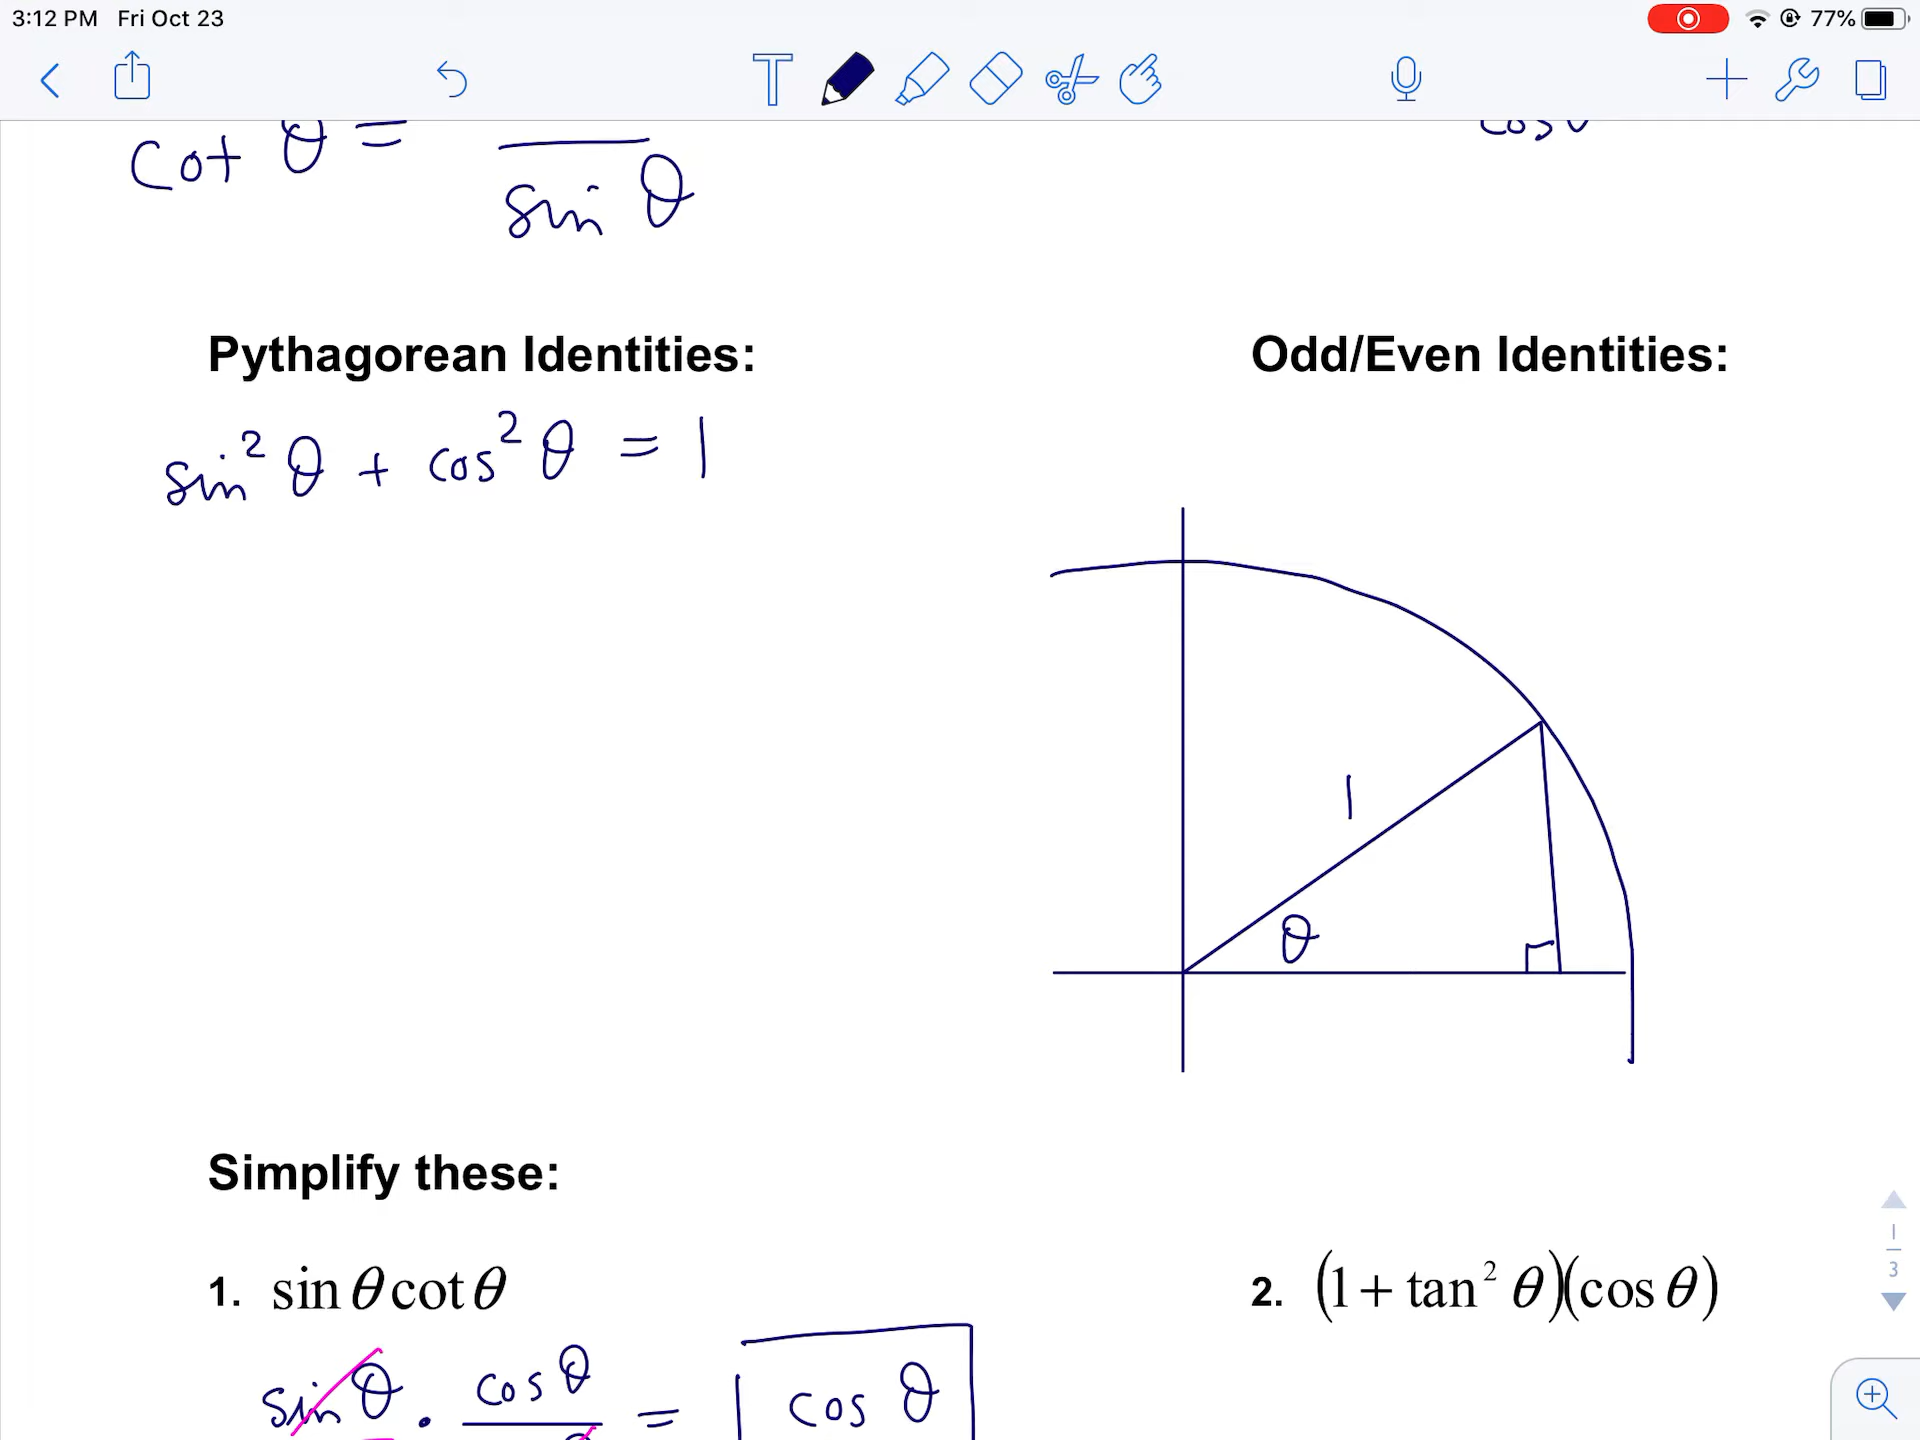 3:12 PM Fri Oct 23
77%
cot θ =
sin θ
cos θ
Pythagorean Identities:
Odd/Even Identities:
sin² θ + cos² θ = 1
1
θ
Simplify these:
1. sin θ cot θ
2. (1 + tan² θ)(cos θ)
sin θ · cos θ = cos θ
1
3